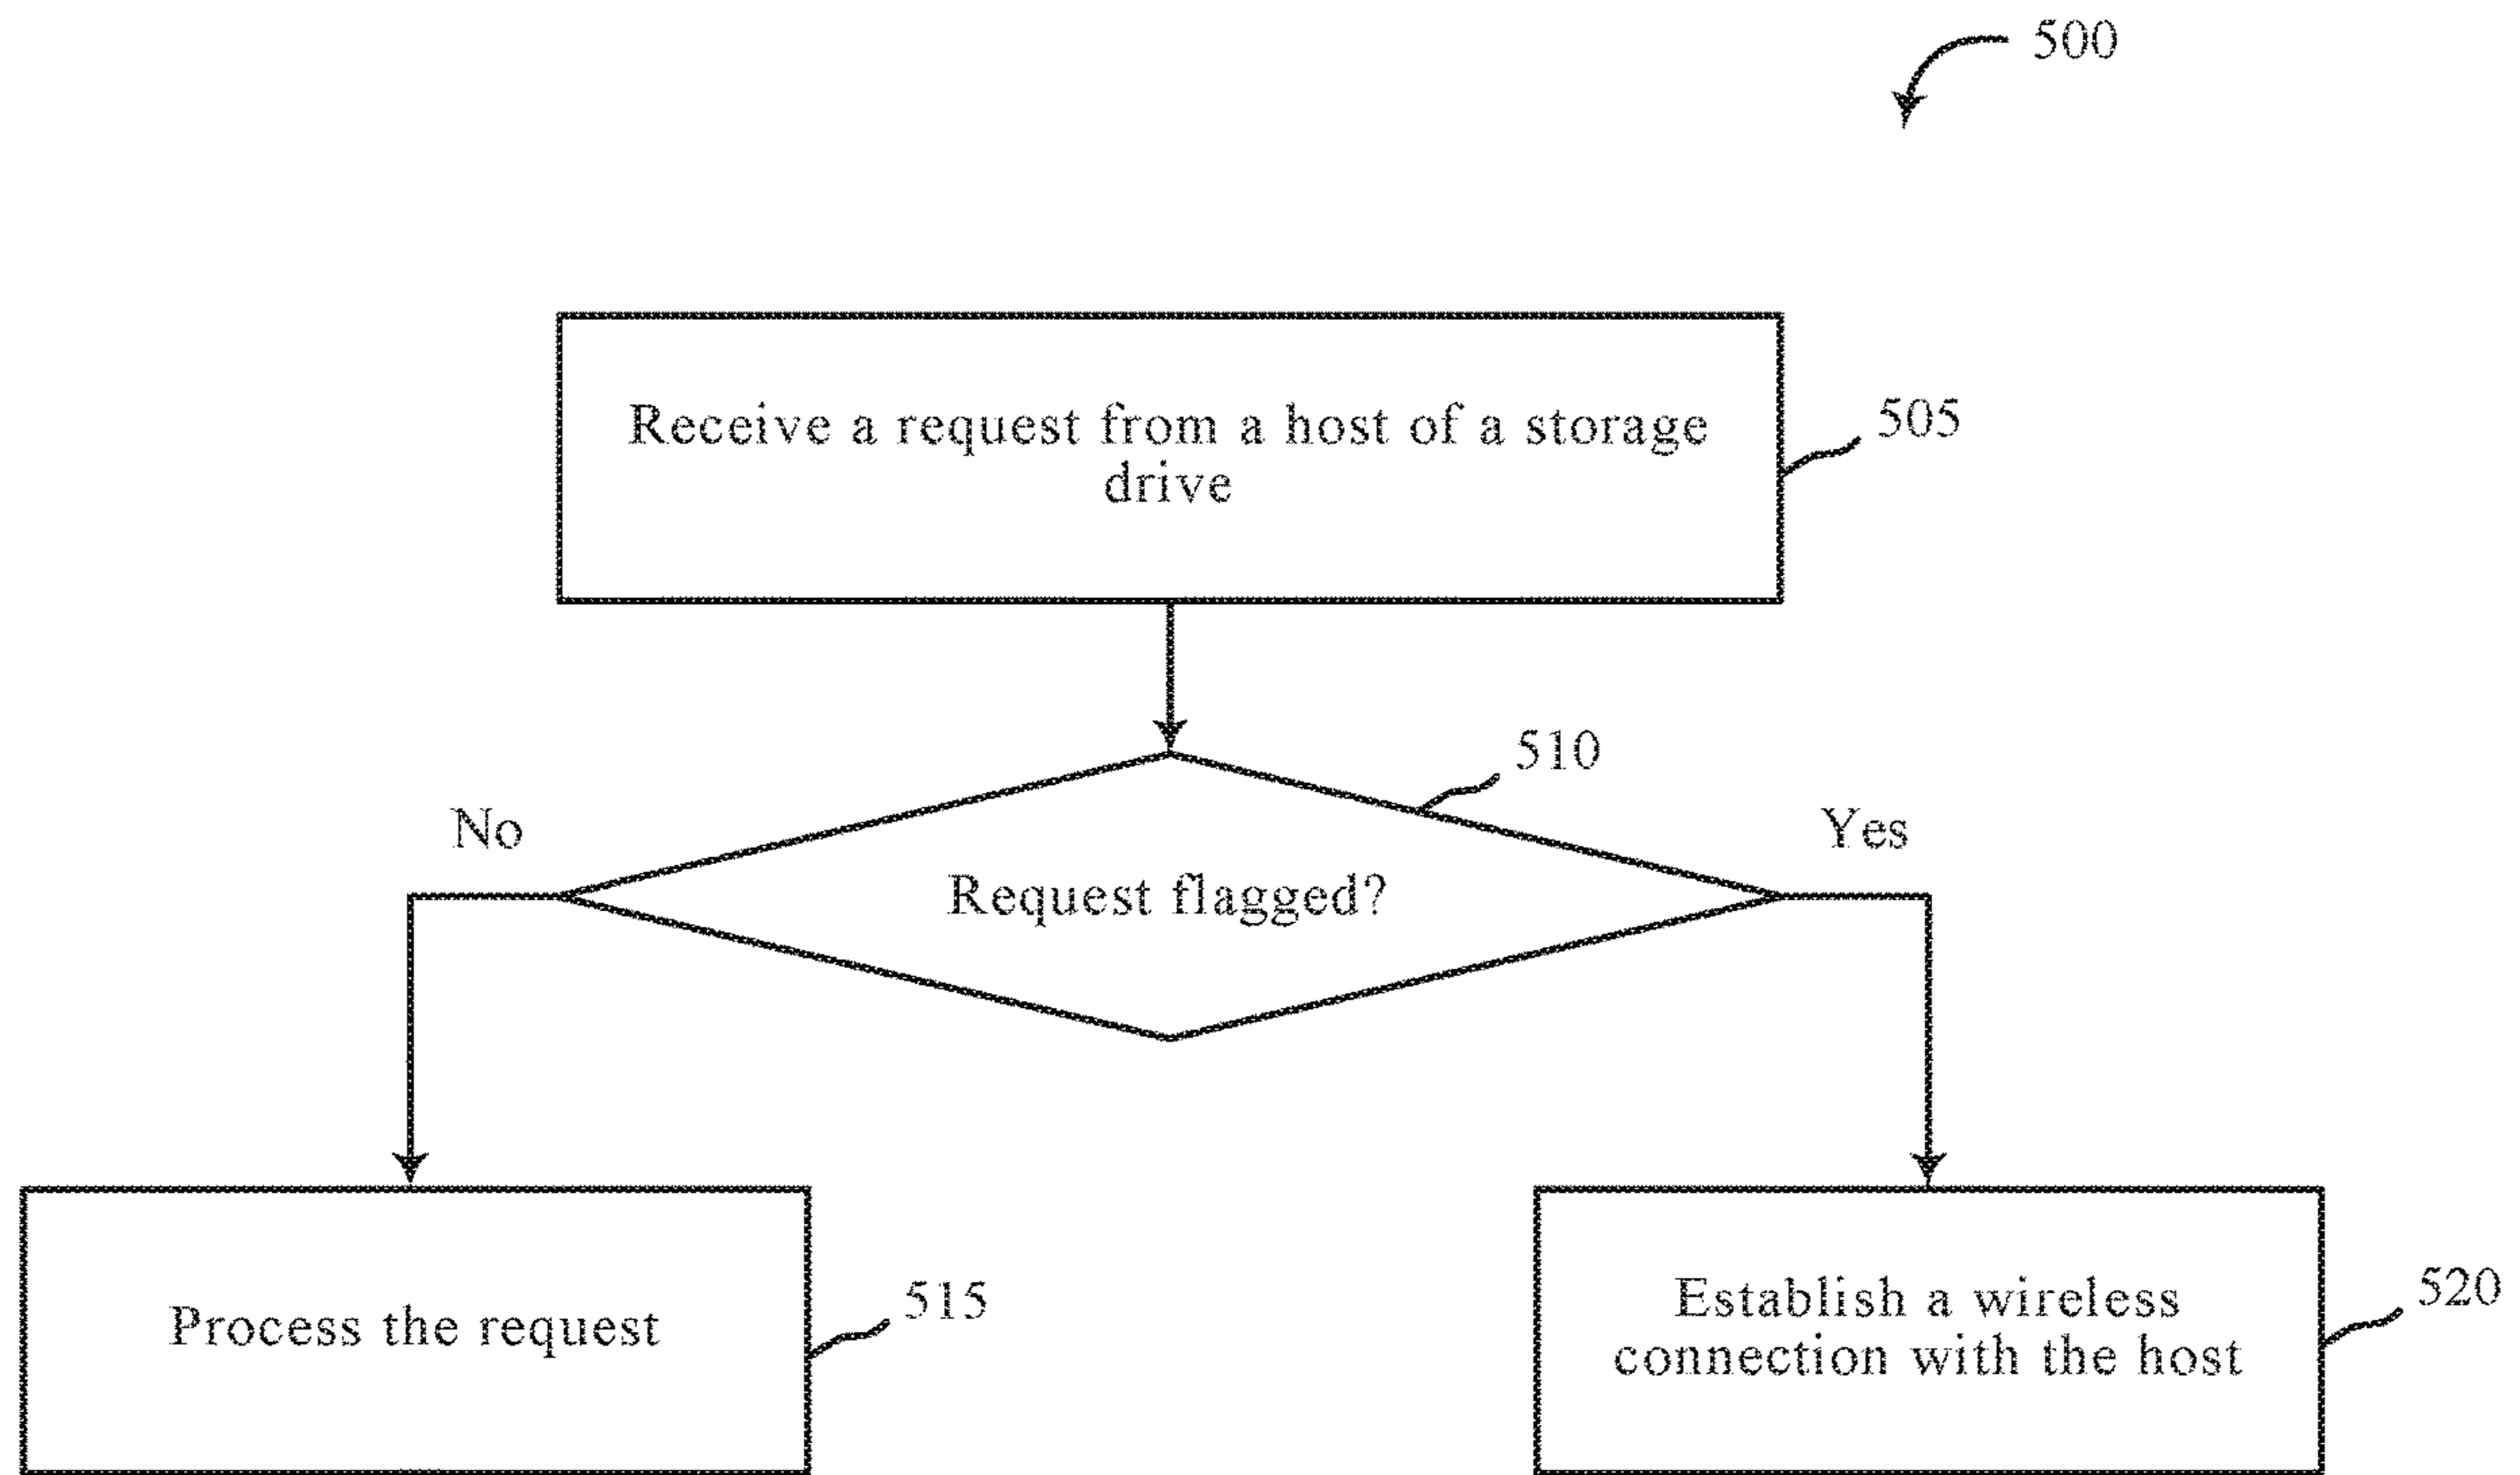 500
Receive a request from a host of a storage
drive
505
510
No
Yes
Request flagged?
Process the request
515
Establish a wireless
connection with the host
520